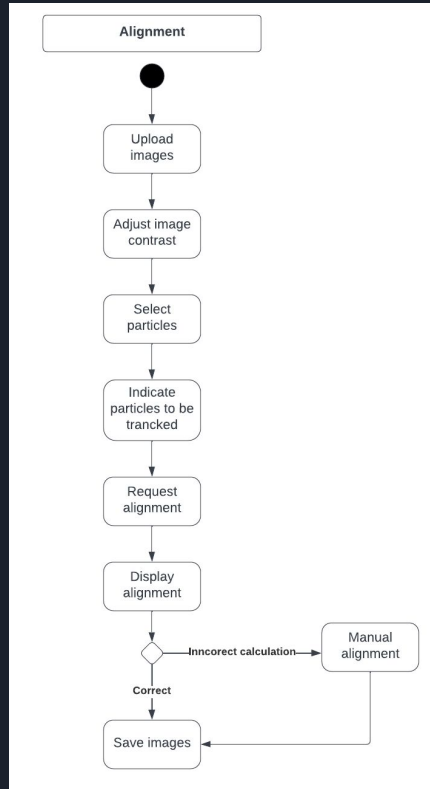 Alignment
Upload
images
Adjust image
contrast
Select
particles
Indicate
particles to be
trancked
Request
alignment
Display
alignment
Inncorect calculation
Manual
alignment
Correct
Save images